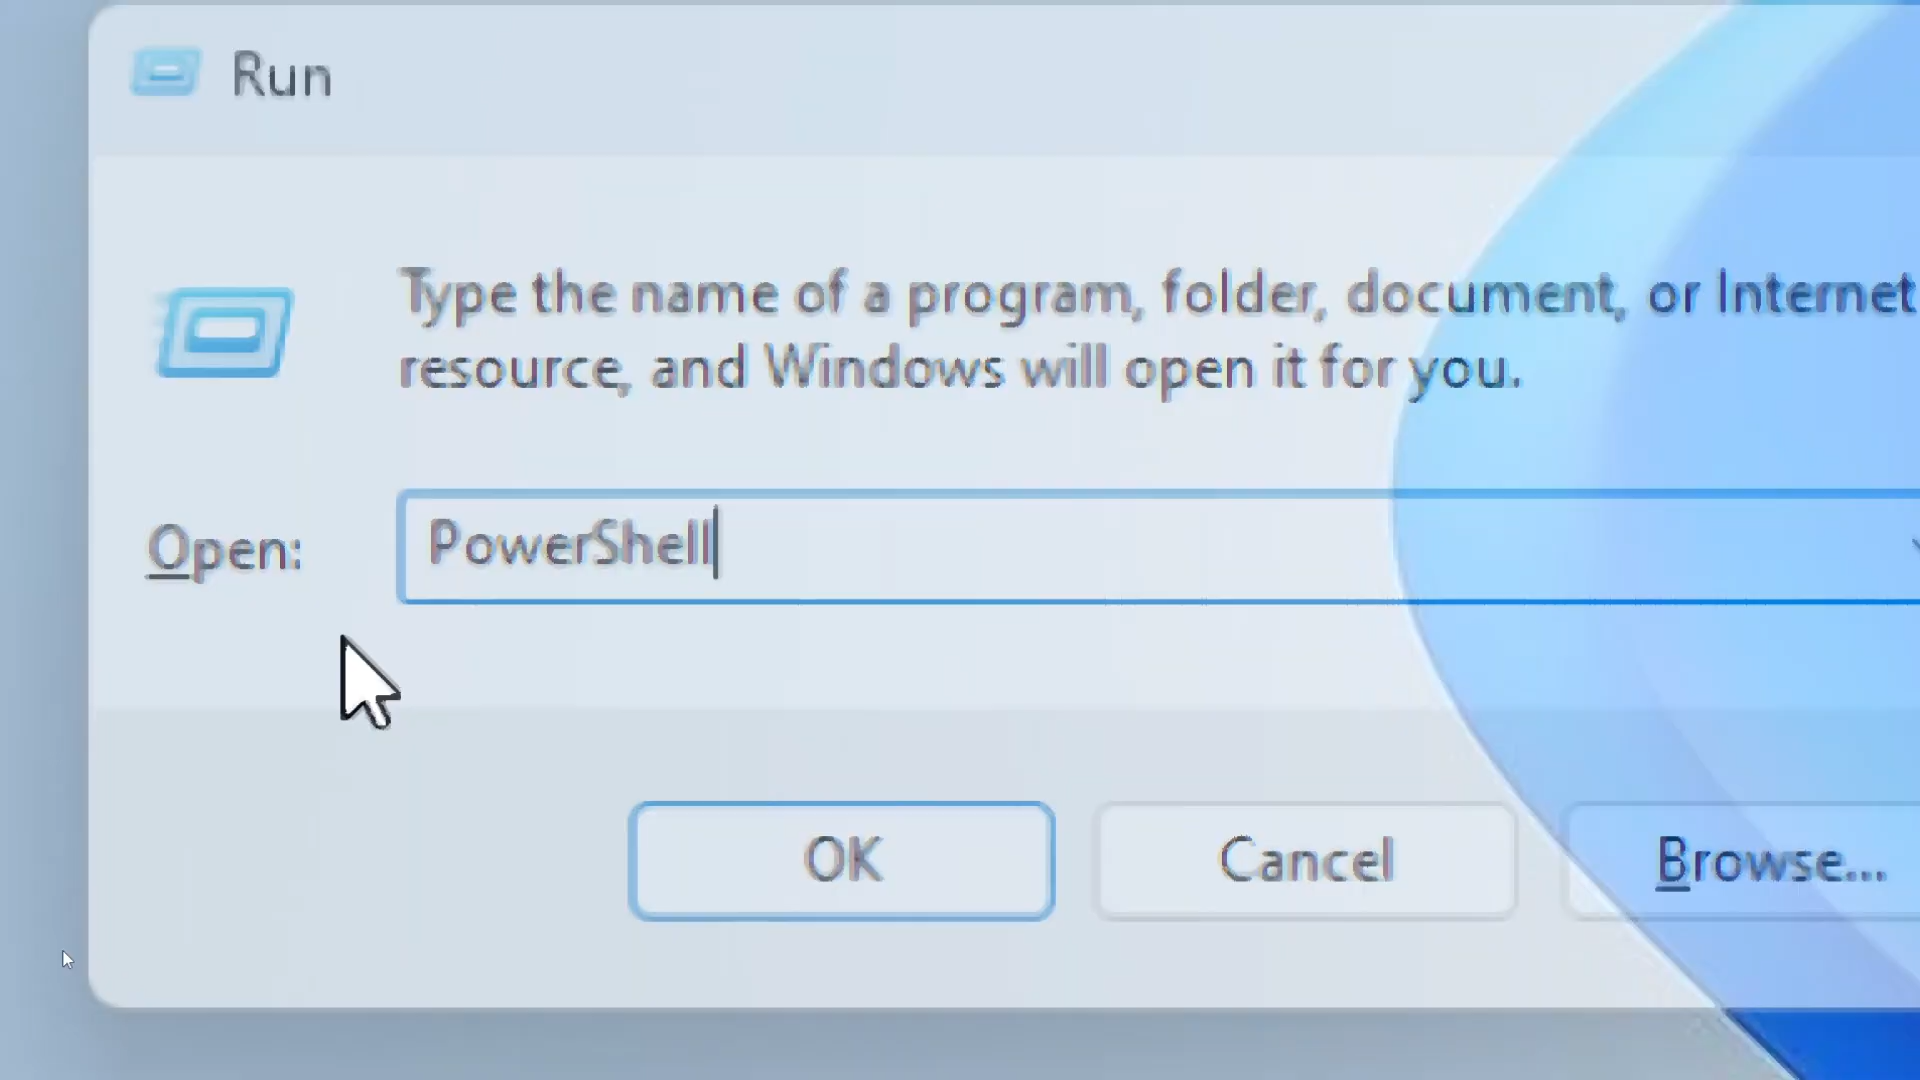 Run
Type the name of a program, folder, document, or Internet
resource, and Windows will open it for you.
Open:
PowerShell
OK
Cancel
Browse...